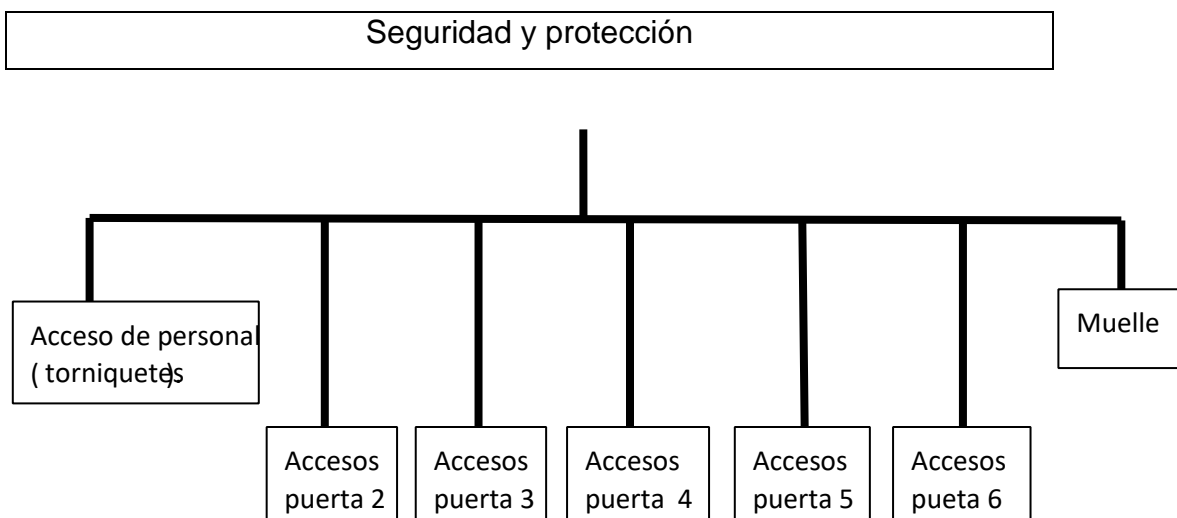 Seguridad y protección
Acceso de personal
( torniquetes).
Muelle
Accesos
puerta 2
Accesos
puerta 3
Accesos
puerta 4
Accesos
puerta 5
Accesos
pueta 6